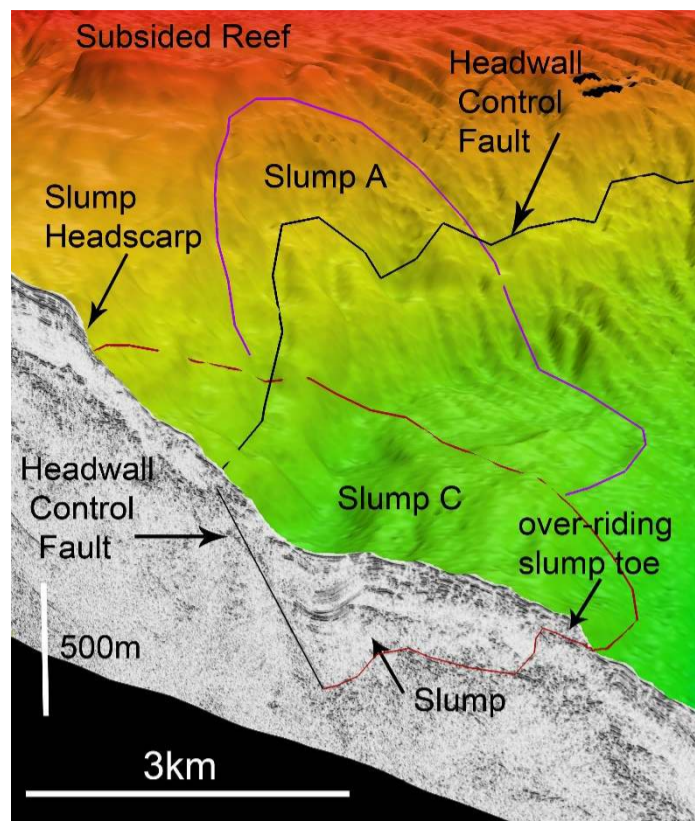 Subsided Reef
Headwall
Control
Fault
Slump A
Slump
Headscarp
Headwall
Control
Fault
Slump C
over-riding
slump toe
500m
Slump
3km